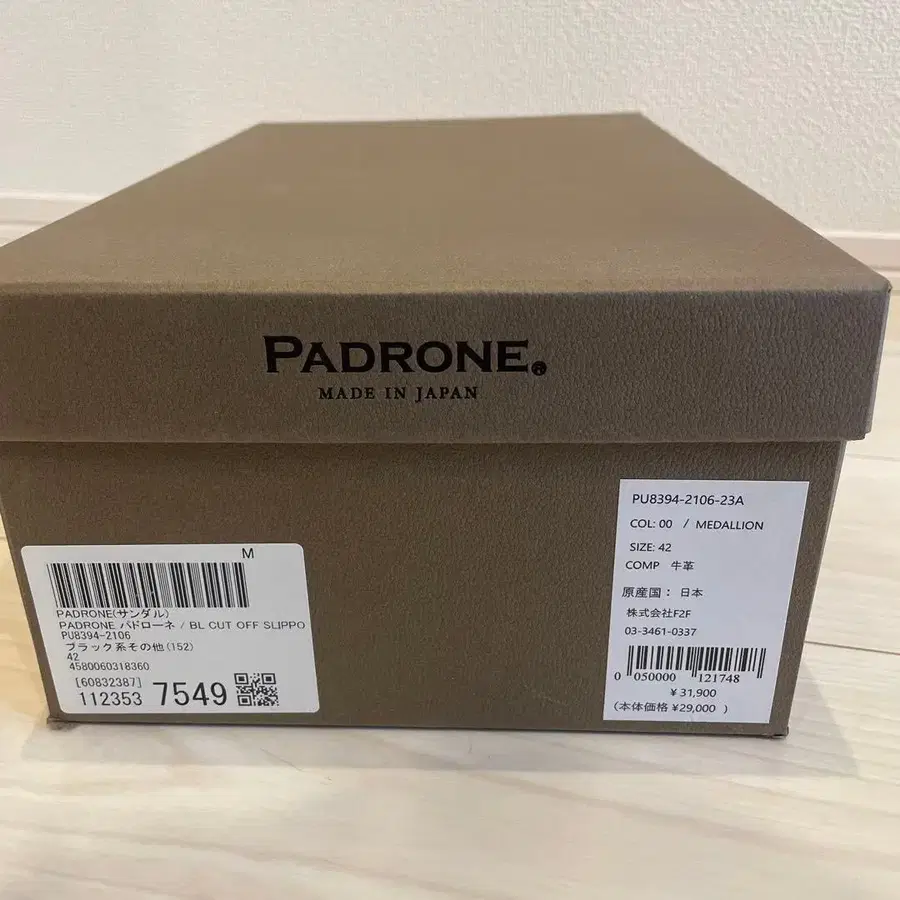 PADRONE®
MADE IN JAPAN
M
PADRONE(サンダル)
PADRONE パドローネ / BL CUT OFF SLIPPO
PU8394-2106
ブラック系その他(152)
42
4580060318360
[60832387]
112353 7549
PU8394-2106-23A
COL: 00 / MEDALLION
SIZE: 42
COMP 牛革
原産国： 日本
株式会社F2F
03-3461-0337
0 050000 121748
¥ 31,900
(本体価格 ¥29,000 )